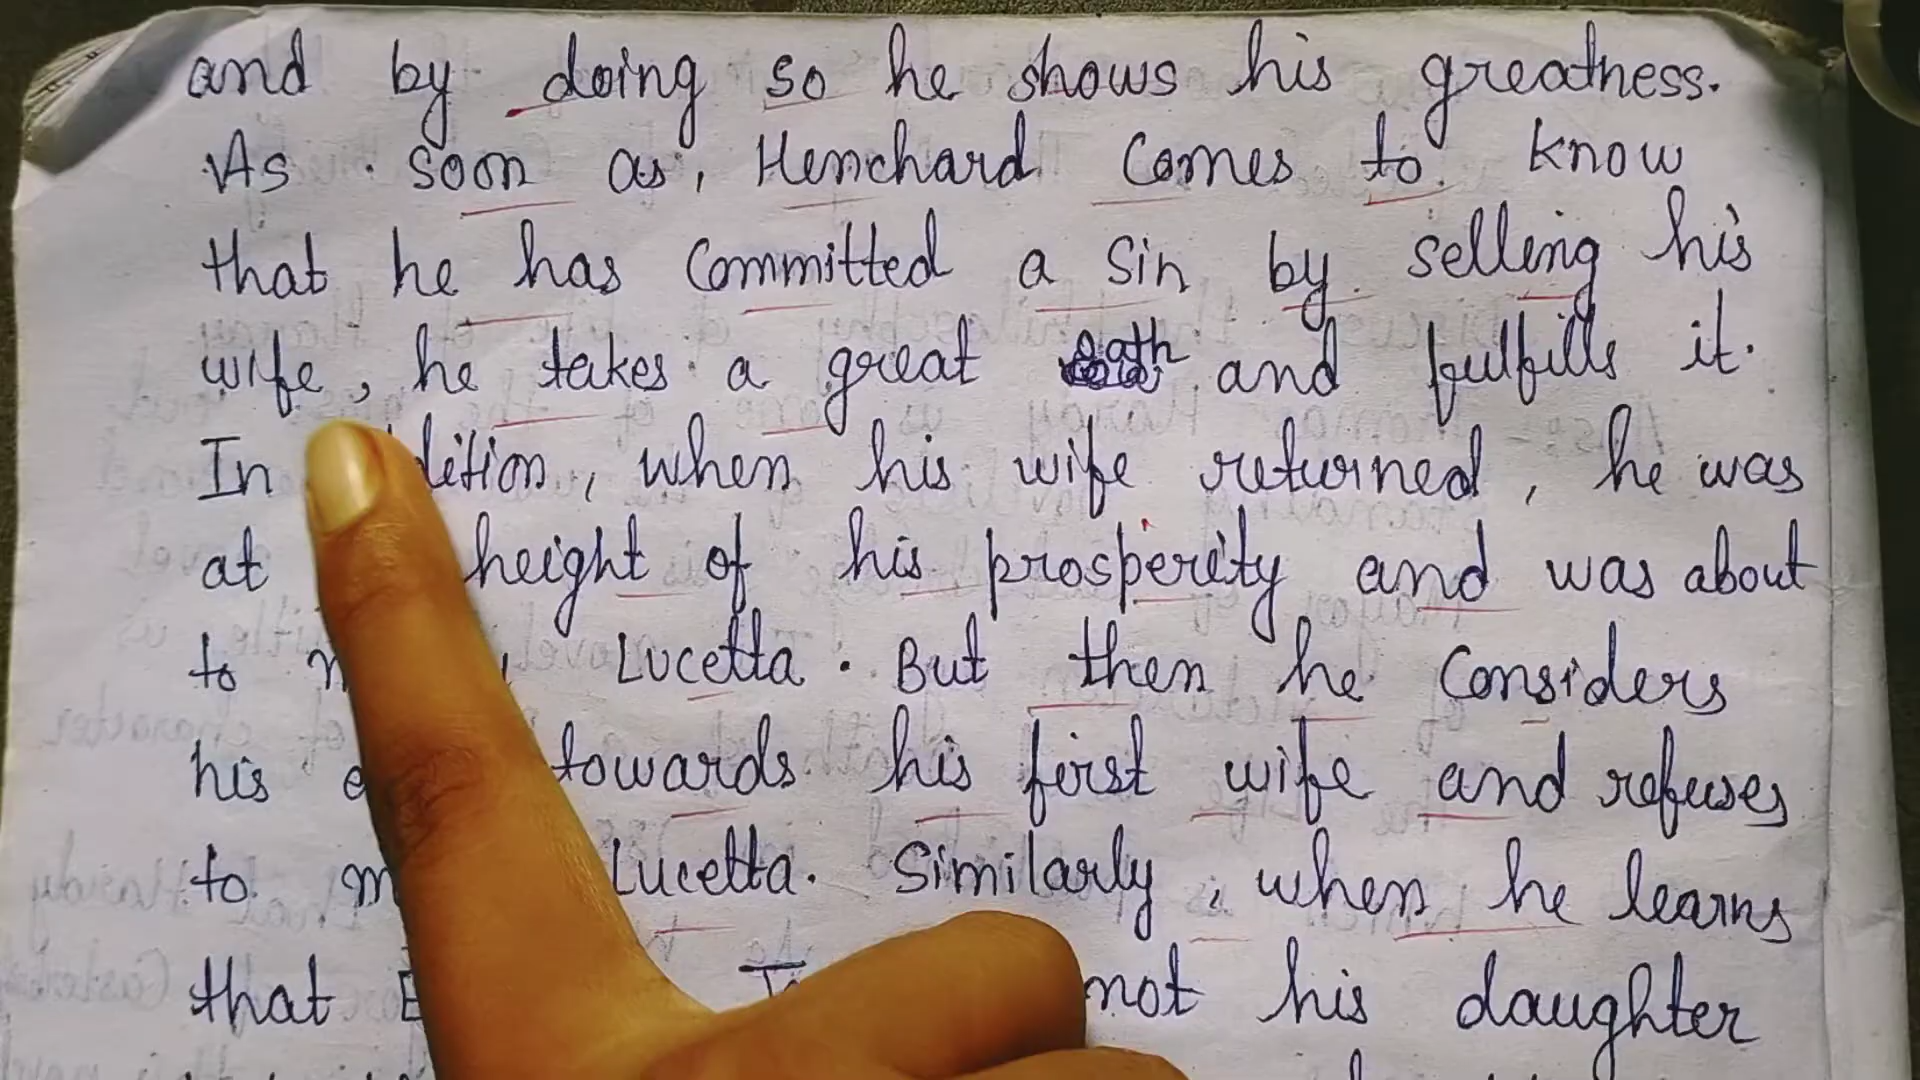 and by doing so he shows his greatness.
As soon as, Henchard comes to know
that he has committed a sin by selling his
wife, he takes a great oath and fulfills it.
In dition, when his wife returned, he was
at height of his prosperity and was about
to Lucetta. But then he considers
his towards his first wife and refuses
to Lucetta. Similarly, when he learns
that not his daughter